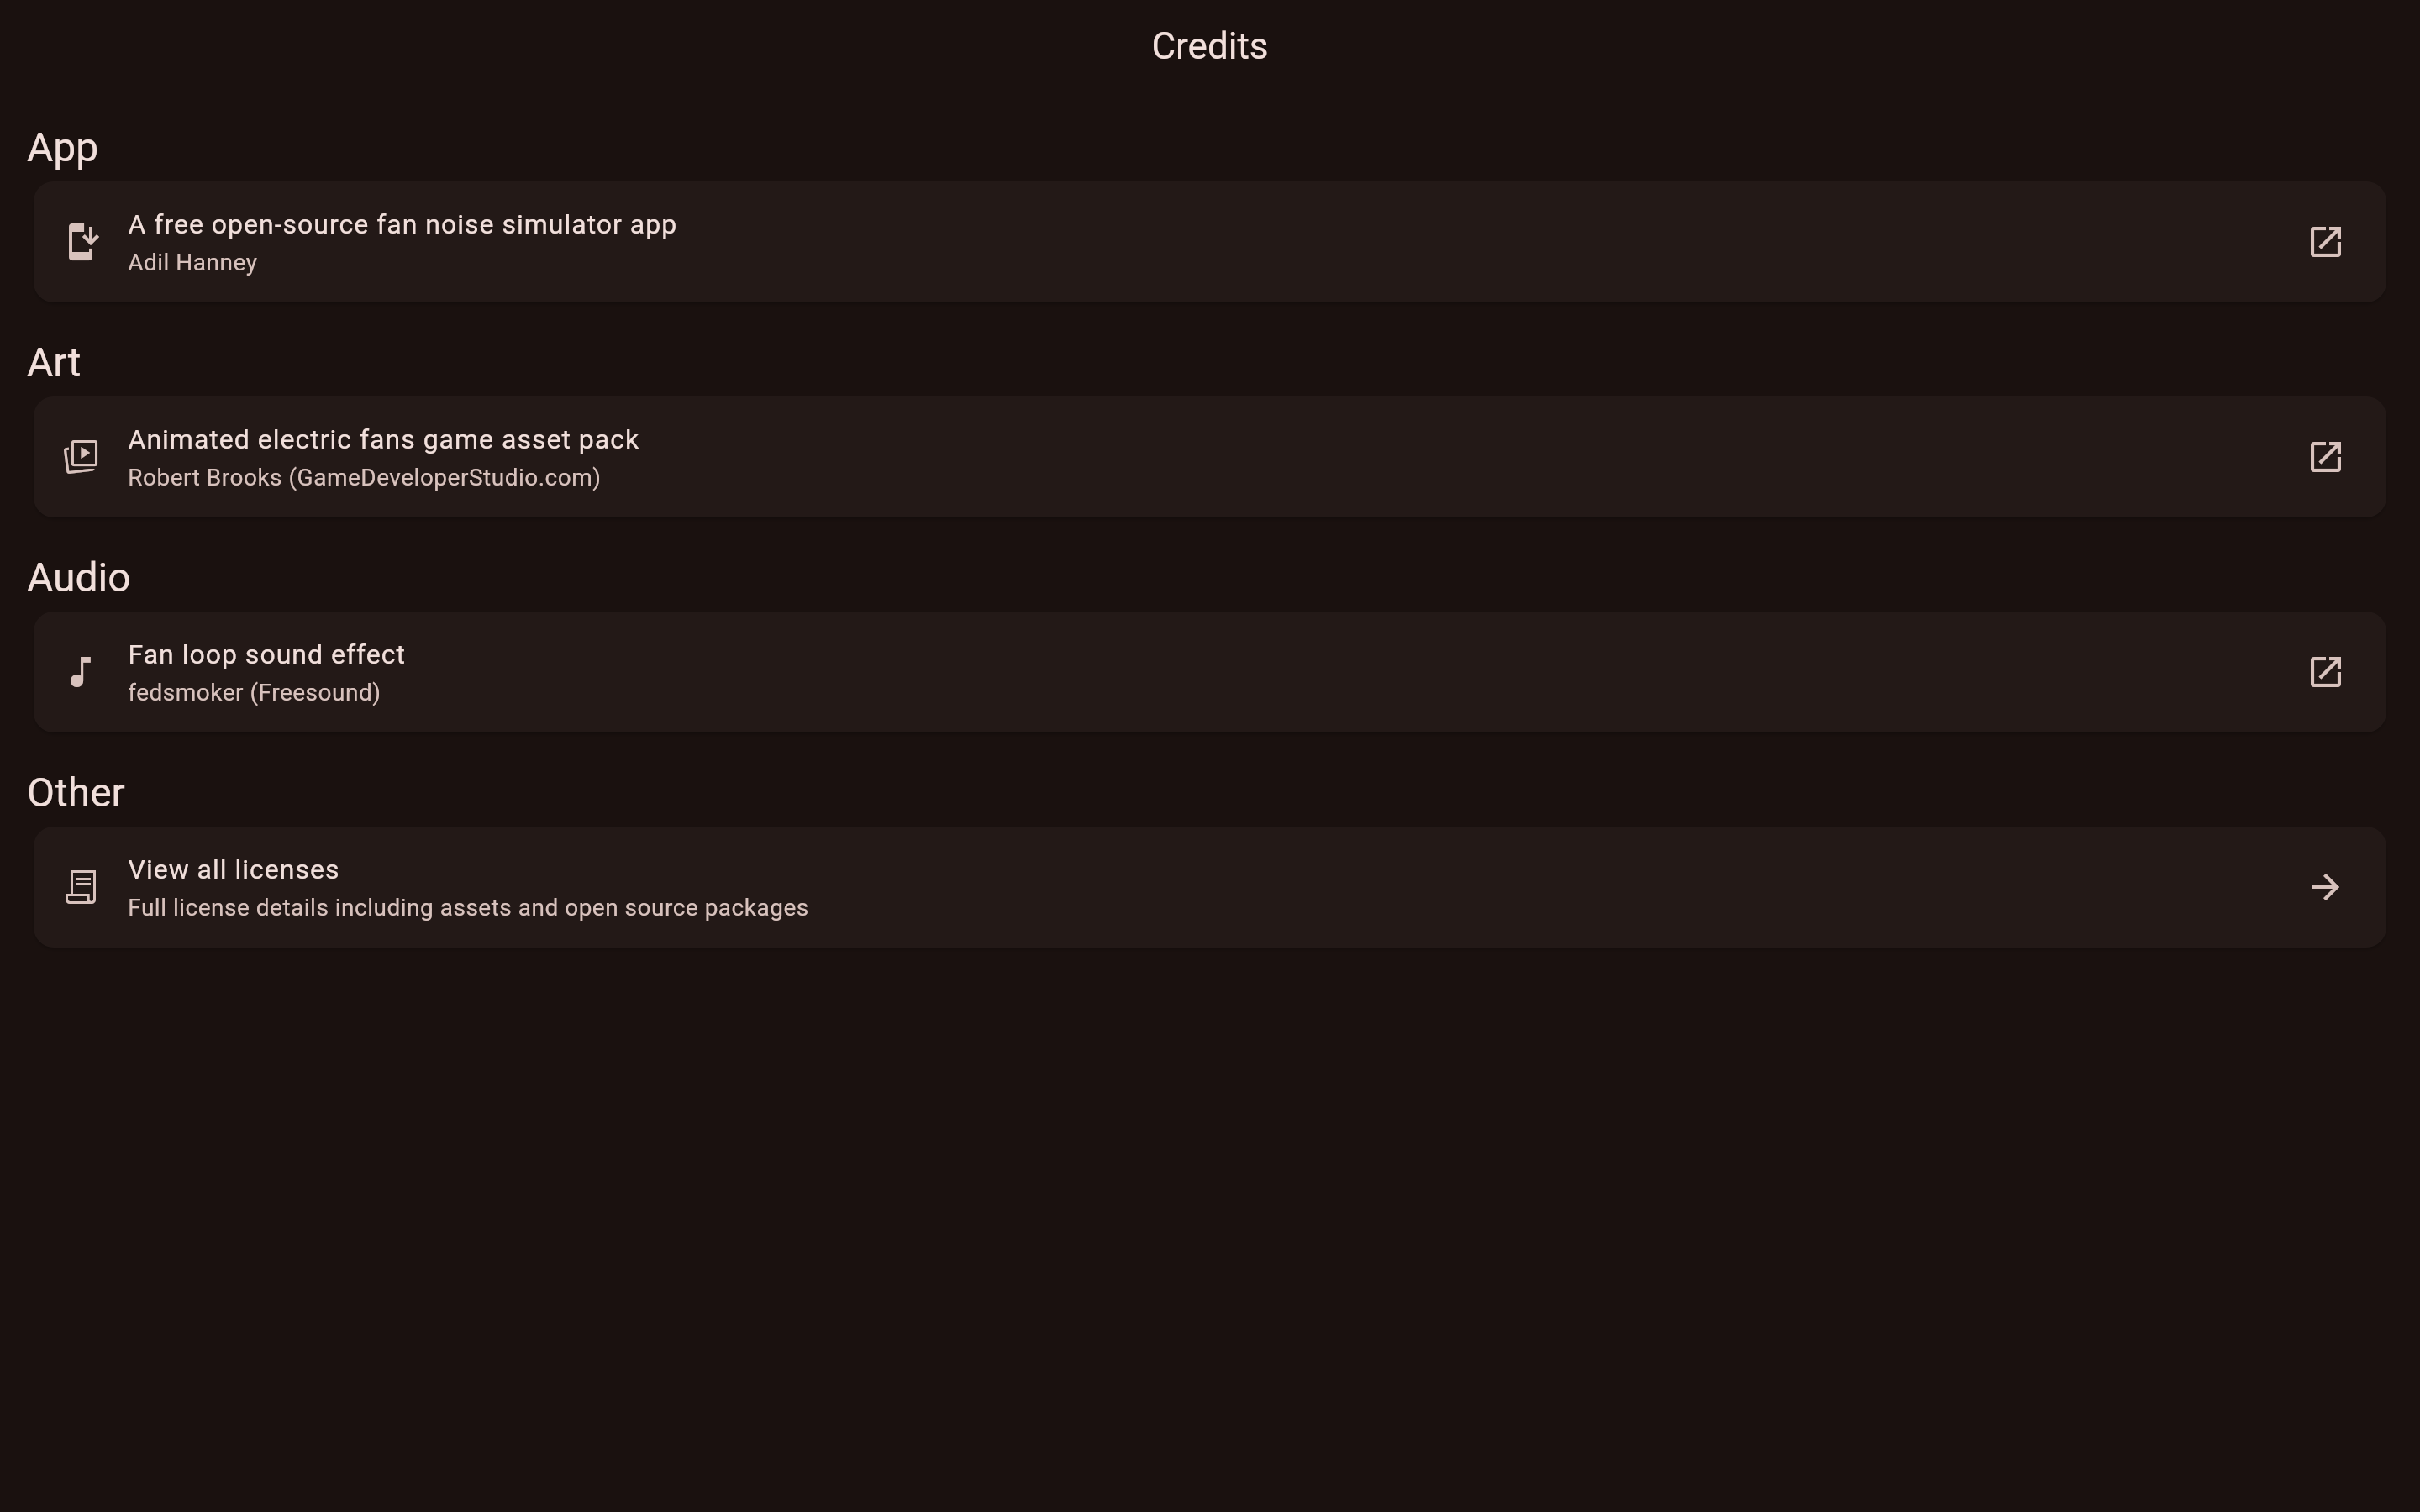 Credits
App
A free open-source fan noise simulator app
Adil Hanney
Art
Animated electric fans game asset pack
Robert Brooks (GameDeveloperStudio.com)
Audio
Fan loop sound effect
fedsmoker (Freesound)
Other
View all licenses
Full license details including assets and open source packages